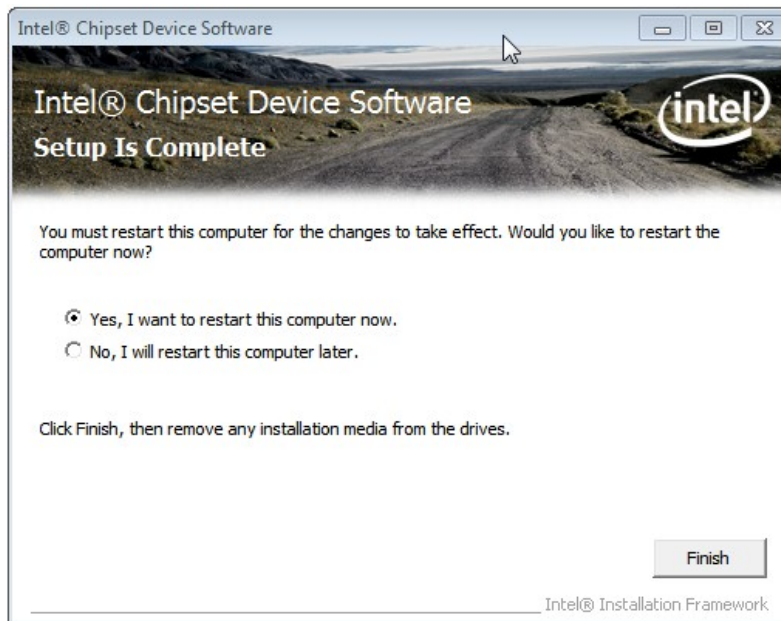 Intel® Chipset Device Software
Intel® Chipset Device Software
intel
Setup Is Complete
You must restart this computer for the changes to take effect. Would you like to restart the
computer now?
Yes, I want to restart this computer now.
No, I will restart this computer later.
Click Finish, then remove any installation media from the drives.
Finish
Intel® Installation Framework